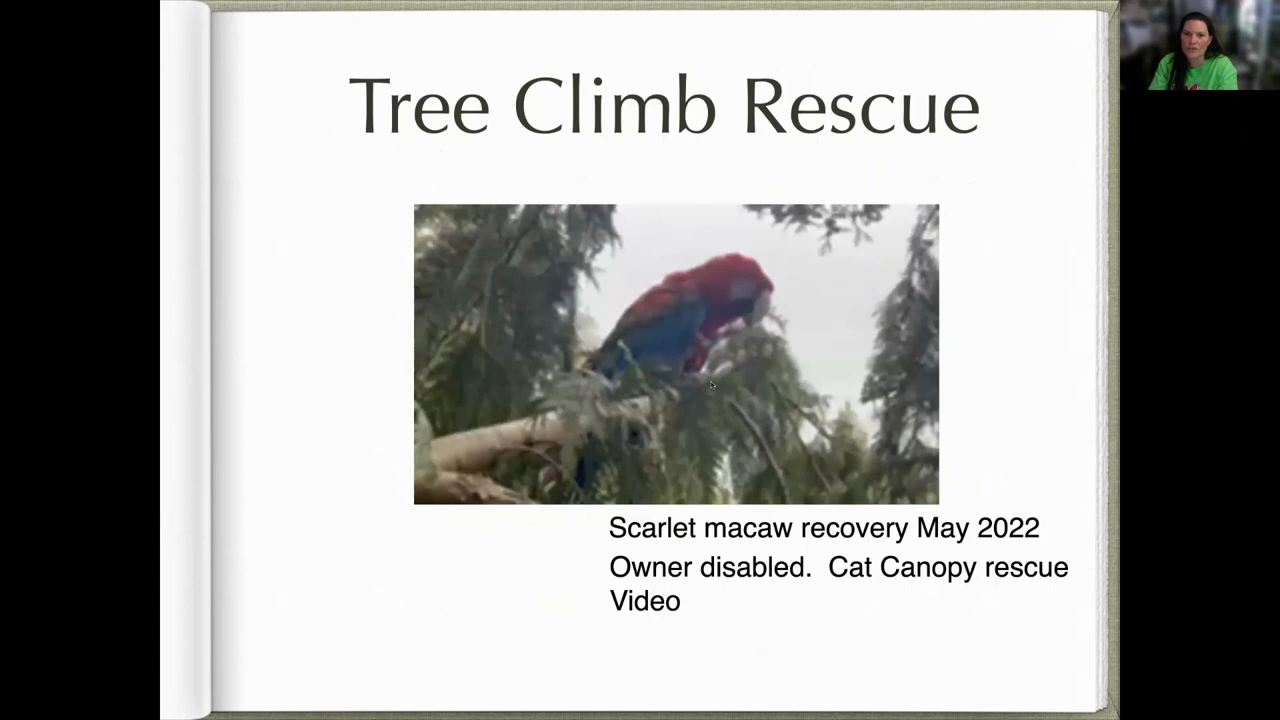 Tree Climb Rescue
Scarlet macaw recovery May 2022
Owner disabled.  Cat Canopy rescue
Video